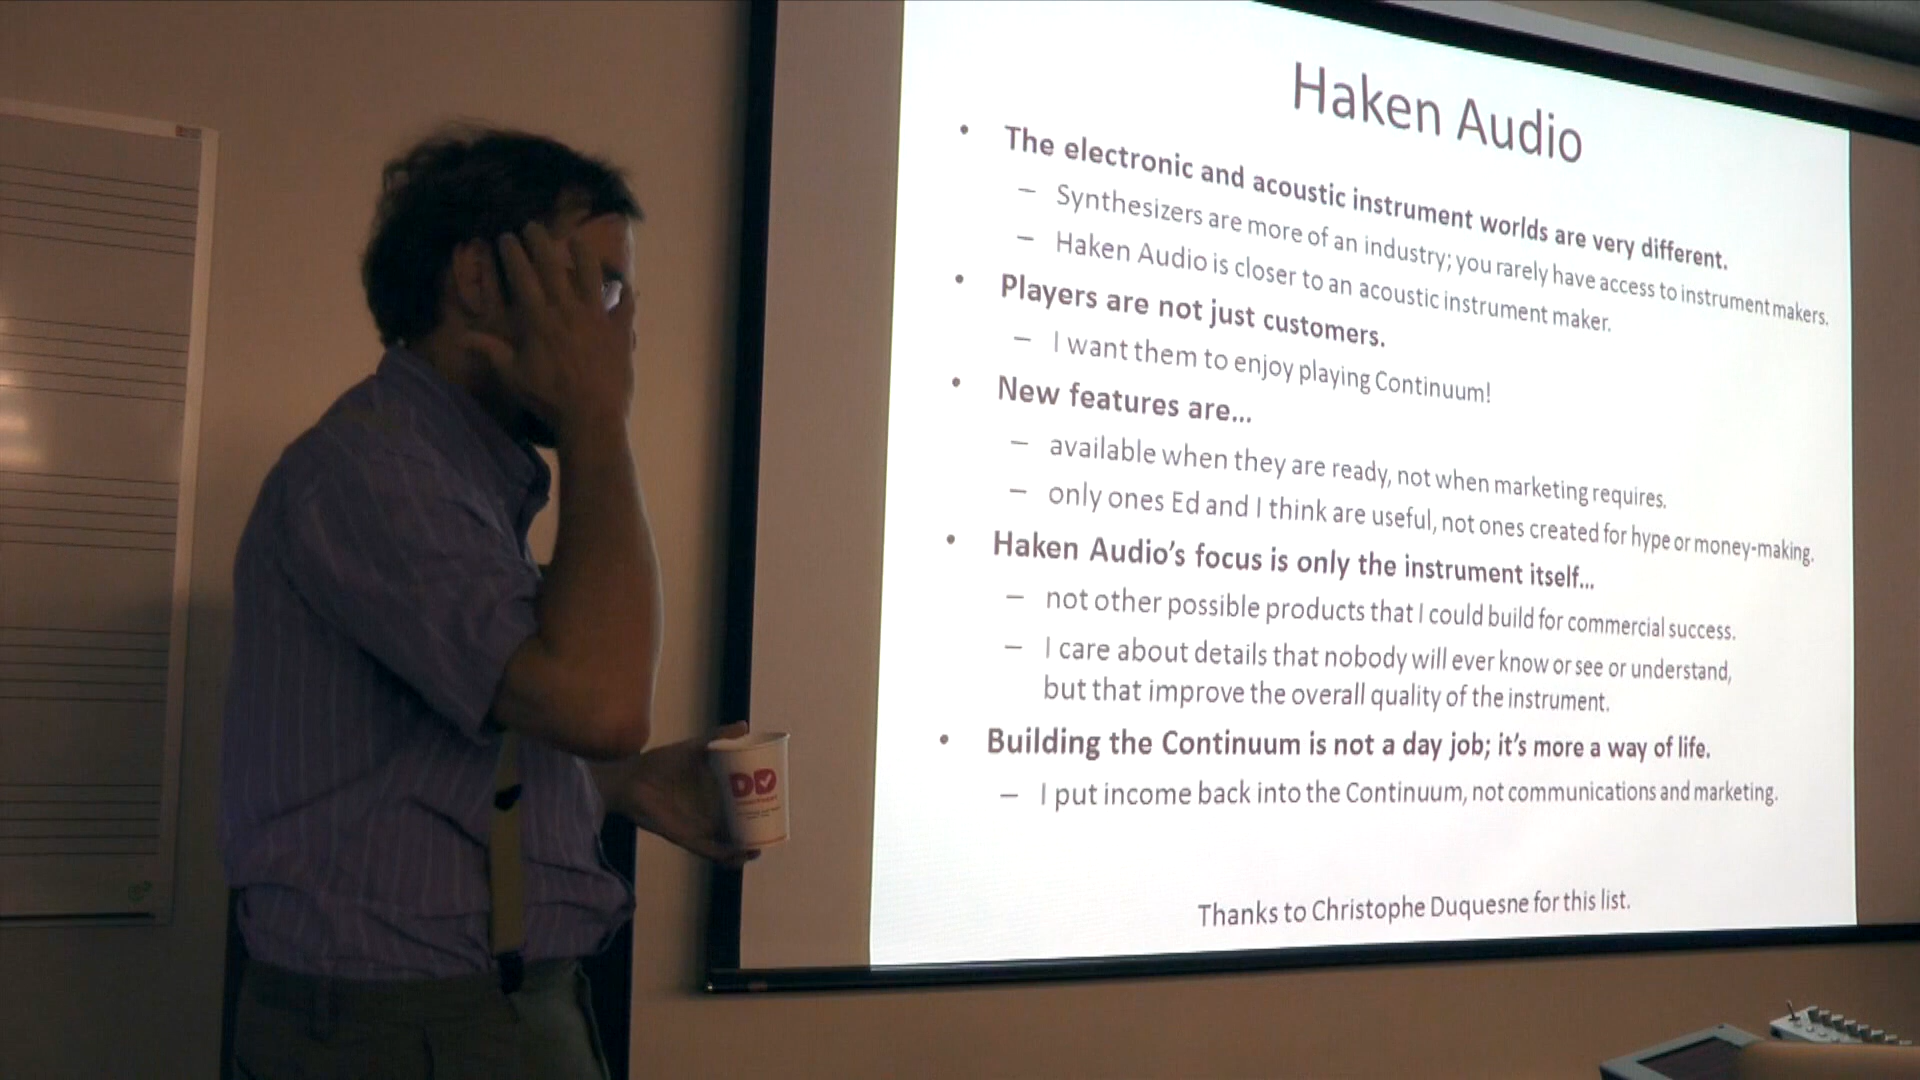 Haken Audio
• The electronic and acoustic instrument worlds are very different.
– Synthesizers are more of an industry; you rarely have access to instrument makers.
– Haken Audio is closer to an acoustic instrument maker.
• Players are not just customers.
– I want them to enjoy playing Continuum!
• New features are...
– available when they are ready, not when marketing requires.
– only ones Ed and I think are useful, not ones created for hype or money-making.
• Haken Audio's focus is only the instrument itself...
– not other possible products that I could build for commercial success.
– I care about details that nobody will ever know or see or understand,
but that improve the overall quality of the instrument.
• Building the Continuum is not a day job; it's more a way of life.
– I put income back into the Continuum, not communications and marketing.
Thanks to Christophe Duquesne for this list.
DD